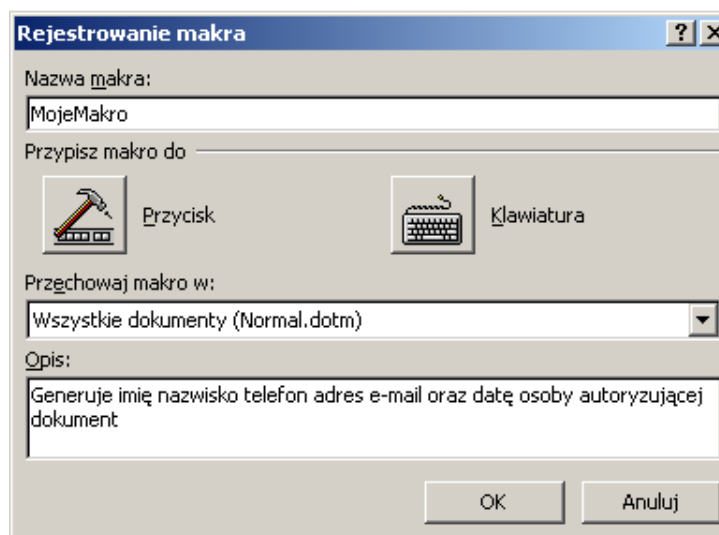 Rejestrowanie makra
Nazwa makra:
MojeMakro
Przypisz makro do
Przycisk
Klawiatura
Przechowaj makro w:
Wszystkie dokumenty (Normal.dotm)
Opis:
Generuje imię nazwisko telefon adres e-mail oraz datę osoby autoryzującej
dokument
OK
Anuluj